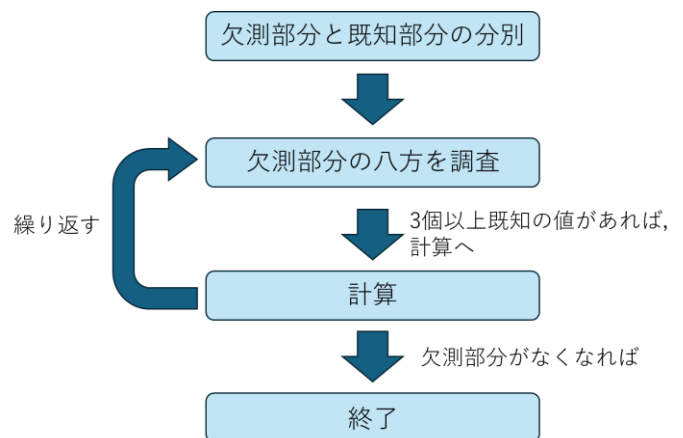 欠測部分と既知部分の分別
欠測部分の八方を調査
繰り返す
3個以上既知の値があれば,
計算へ
計算
欠測部分がなくなれば
終了